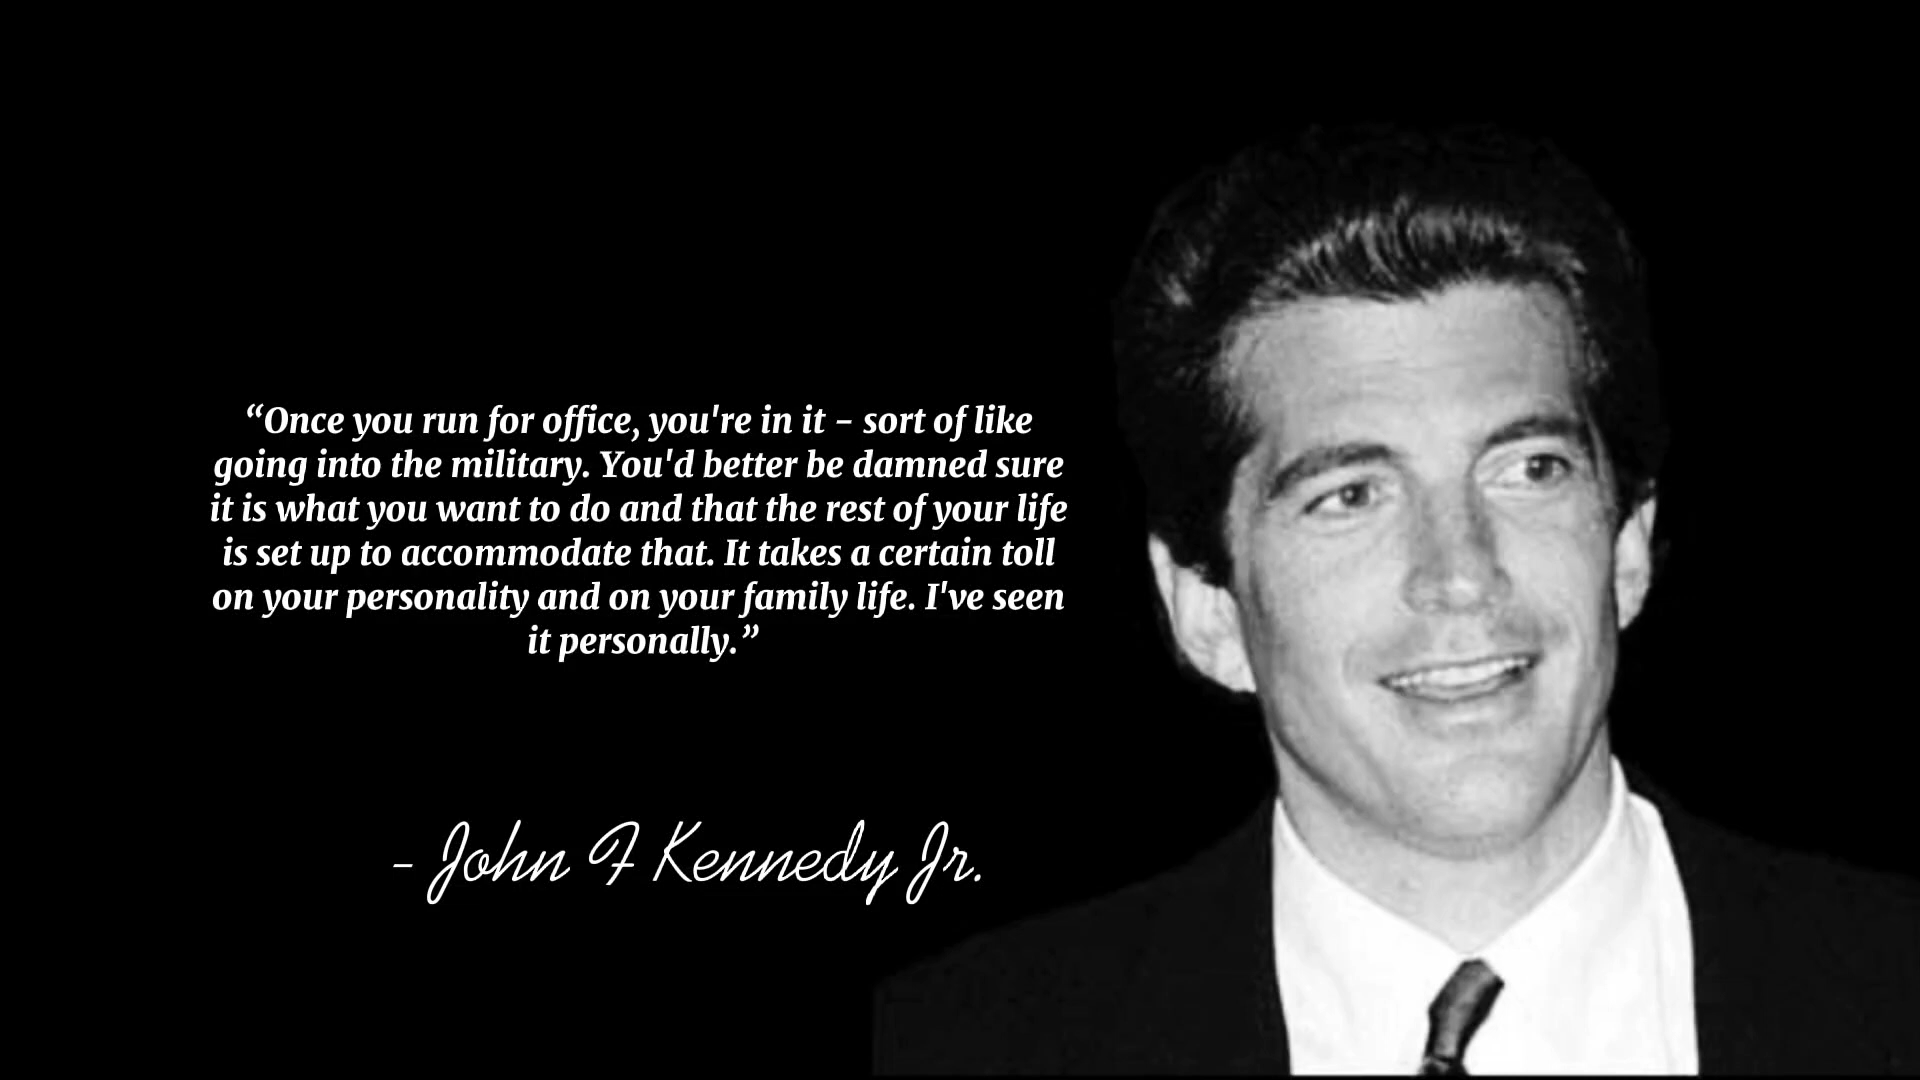 “Once you run for office, you're in it – sort of like
going into the military. You'd better be damned sure
it is what you want to do and that the rest of your life
is set up to accommodate that. It takes a certain toll
on your personality and on your family life. I've seen
it personally.”
- John F Kennedy Jr.